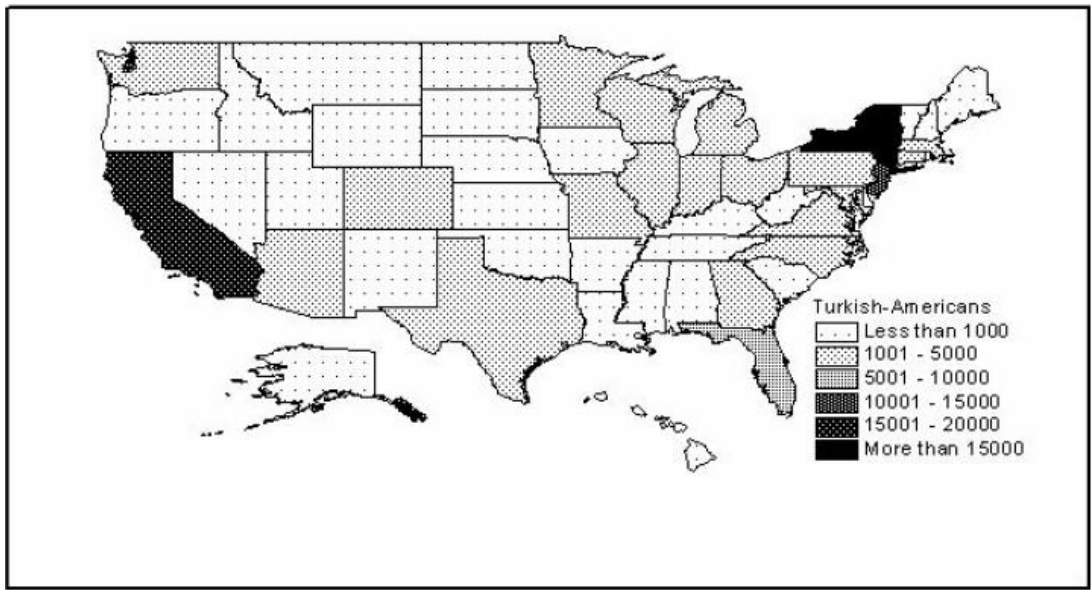 Turkish-Americans
Less than 1000
1001 - 5000
5001 - 10000
10001 - 15000
15001 - 20000
More than 15000